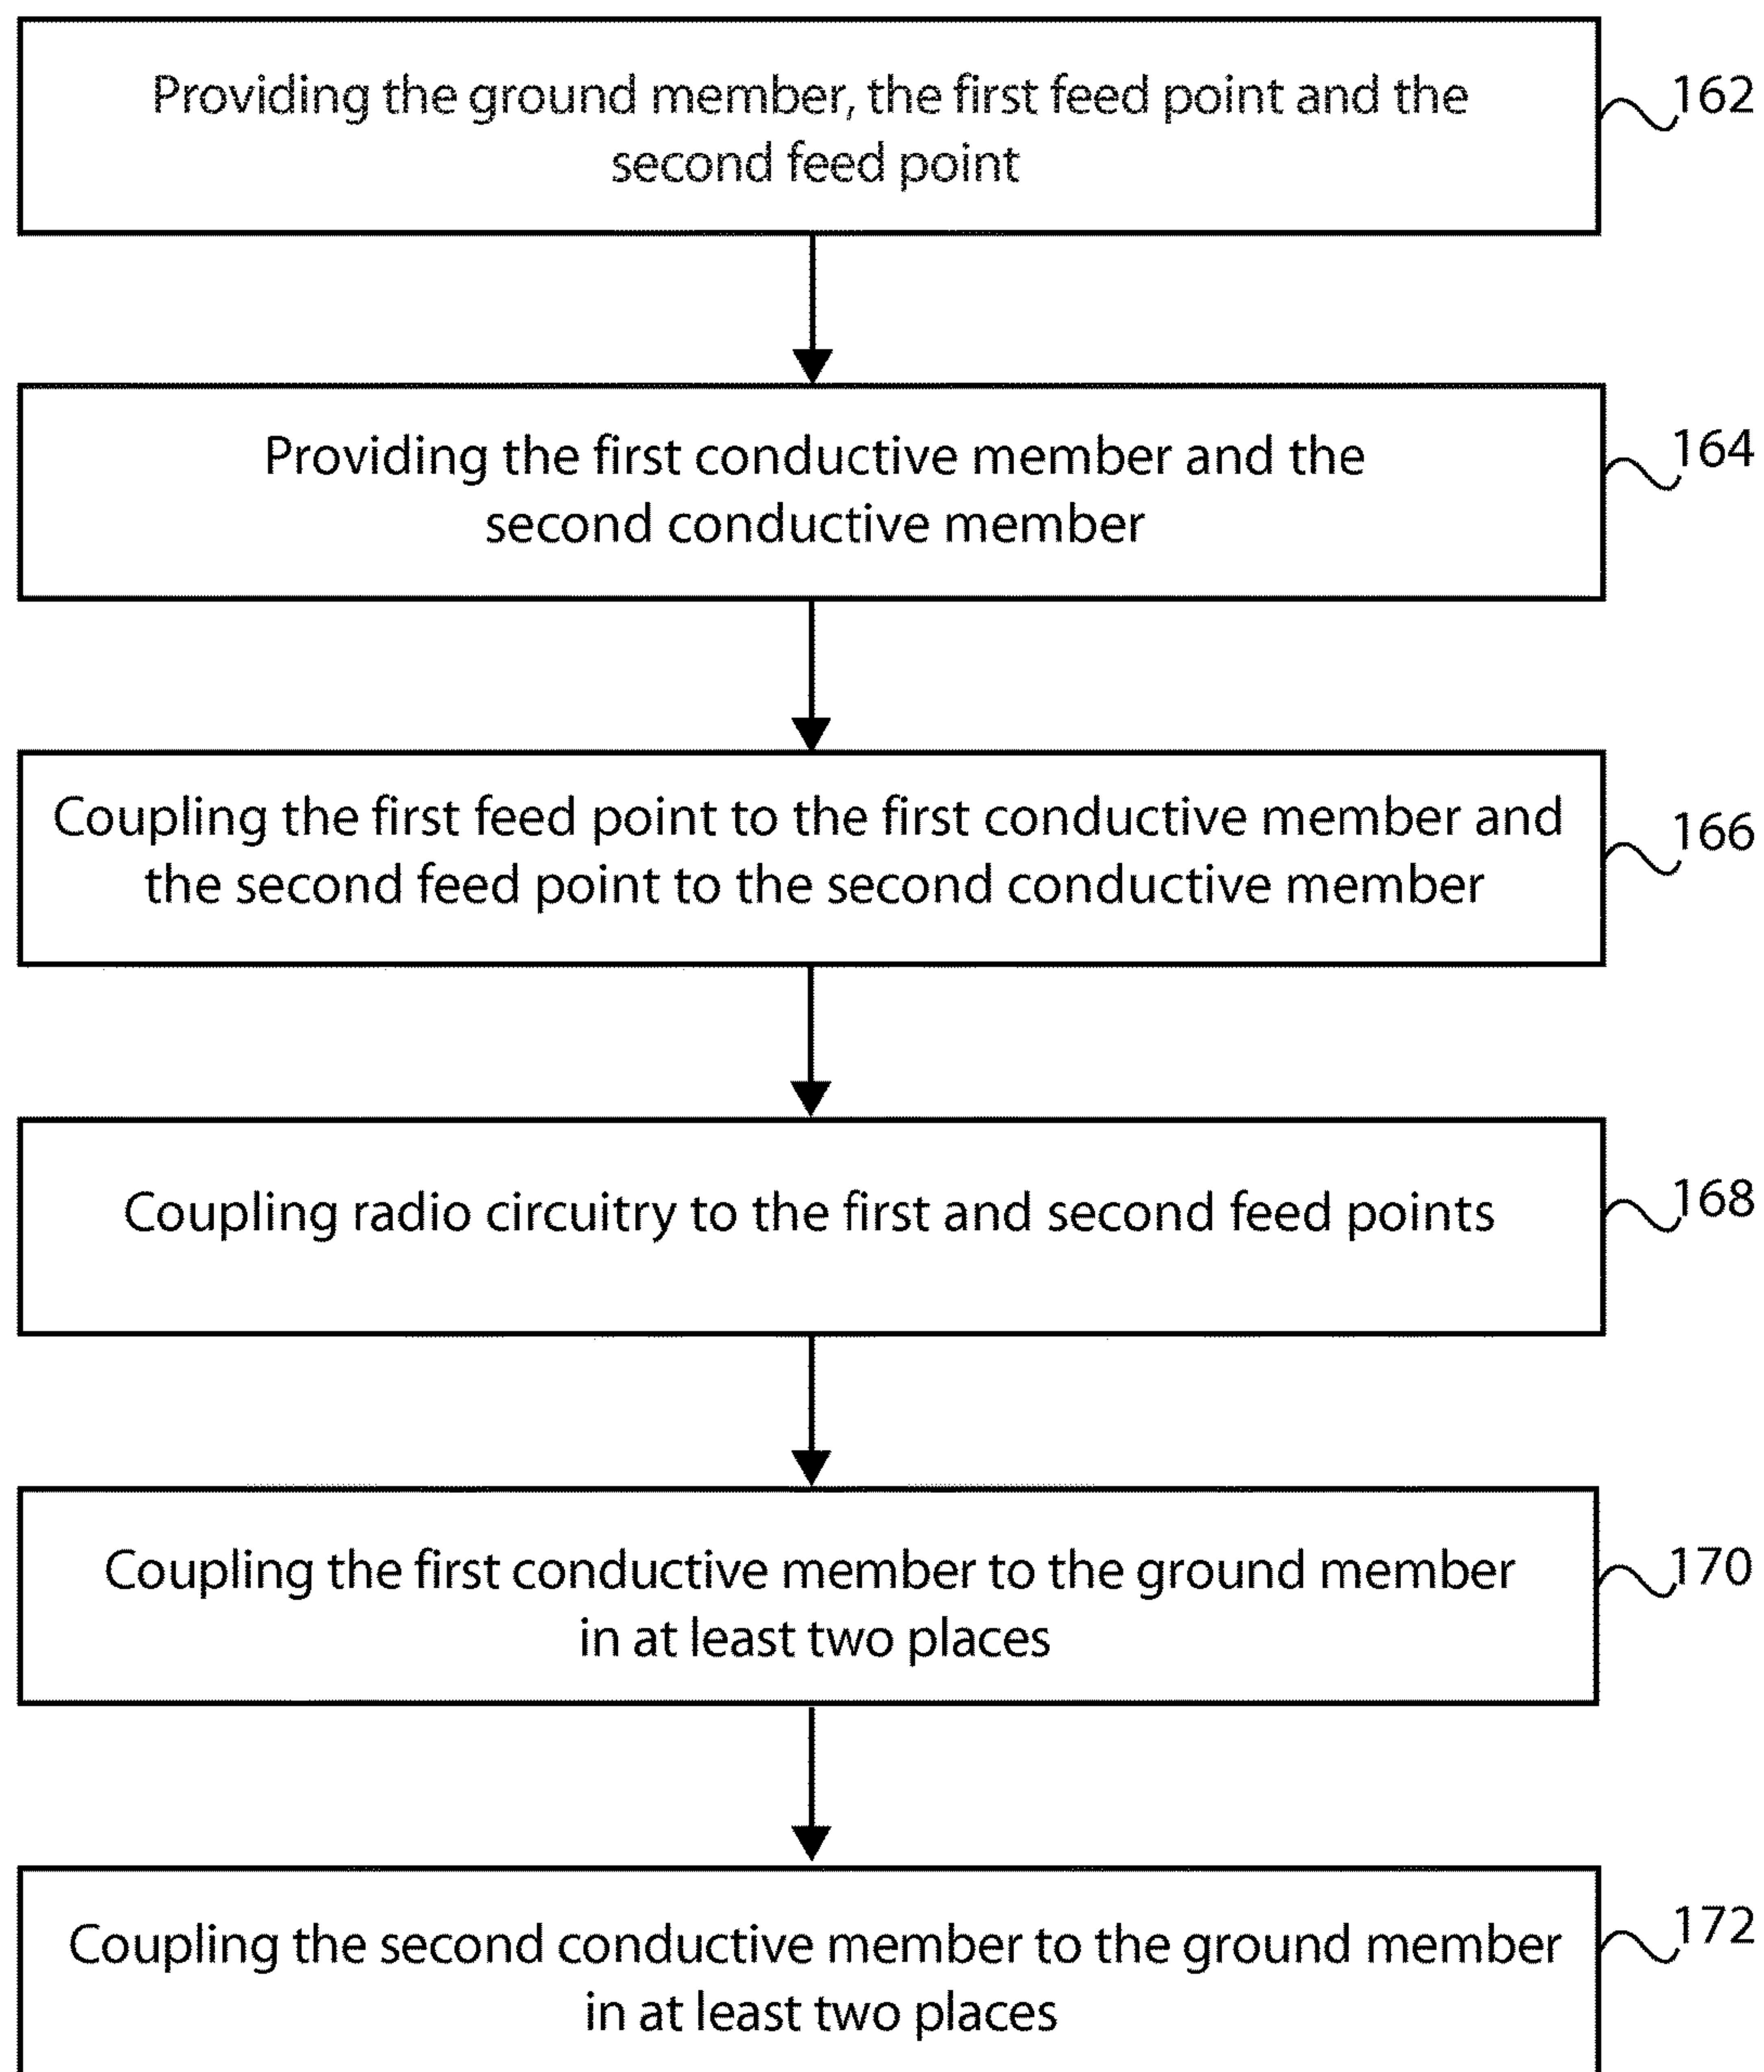 Providing the ground member, the first feed point and the
second feed point
162
Providing the first conductive member and the
second conductive member
164
Coupling the first feed point to the first conductive member and
the second feed point to the second conductive member
166
Coupling radio circuitry to the first and second feed points
168
Coupling the first conductive member to the ground member
in at least two places
170
Coupling the second conductive member to the ground member
in at least two places
172